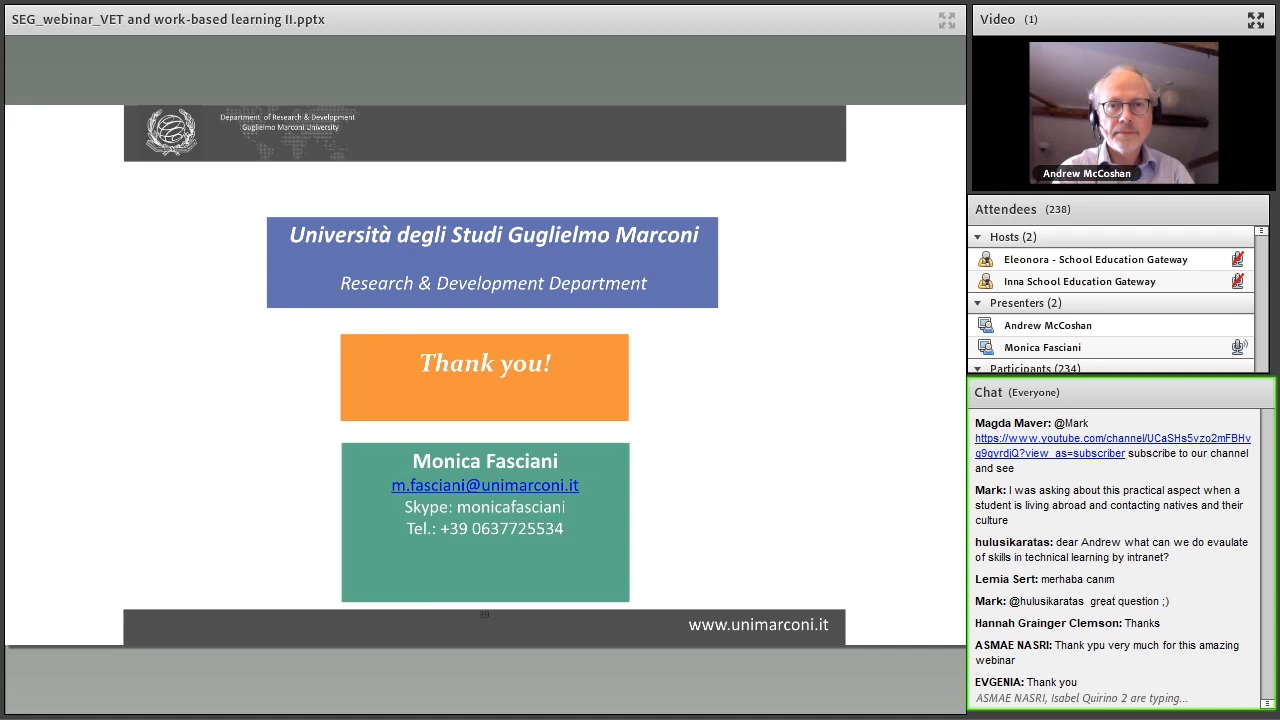 SEG_webinar_VET and work-based learning II.pptx
Department of Research & Development
Guglielmo Marconi University
Università degli Studi Guglielmo Marconi
Research & Development Department
Thank you!
Monica Fasciani
m.fasciani@unimarconi.it
Skype: monicafasciani
Tel.: +39 0637725534
www.unimarconi.it
Video (1)
Andrew McCoshan
Attendees (238)
Hosts (2)
Eleonora - School Education Gateway
Inna School Education Gateway
Presenters (2)
Andrew McCoshan
Monica Fasciani
Participants (234)
Chat (Everyone)
Magda Maver: @Mark
https://www.youtube.com/channel/UCaSHs5vzo2mFBHv
q9qyrdjQ?view_as=subscriber subscribe to our channel
and see
Mark: I was asking about this practical aspect when a
student is living abroad and contacting natives and their
culture
hulusikaratas: dear Andrew what can we do evaulate
of skills in technical learning by intranet?
Lemia Sert: merhaba canım
Mark: @hulusikaratas great question ;)
Hannah Grainger Clemson: Thanks
ASMAE NASRI: Thank ypu very much for this amazing
webinar
EVGENIA: Thank you
ASMAE NASRI, Isabel Quirino 2 are typing...